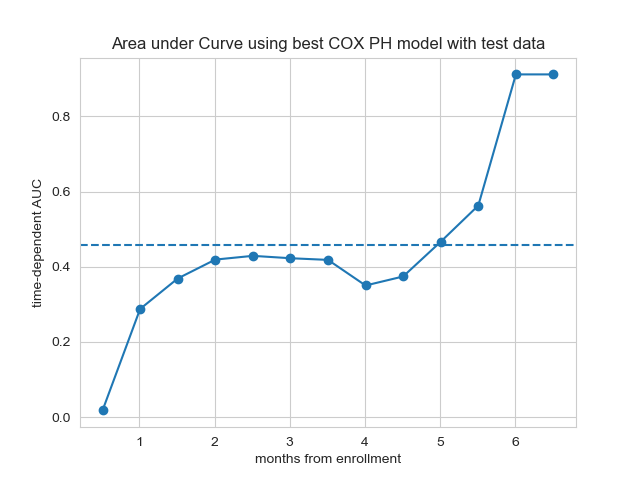 Area under Curve using best COX PH model with test data
time-dependent AUC
0.8
0.6
0.4
0.2
0.0
1 2 3 4 5 6
months from enrollment